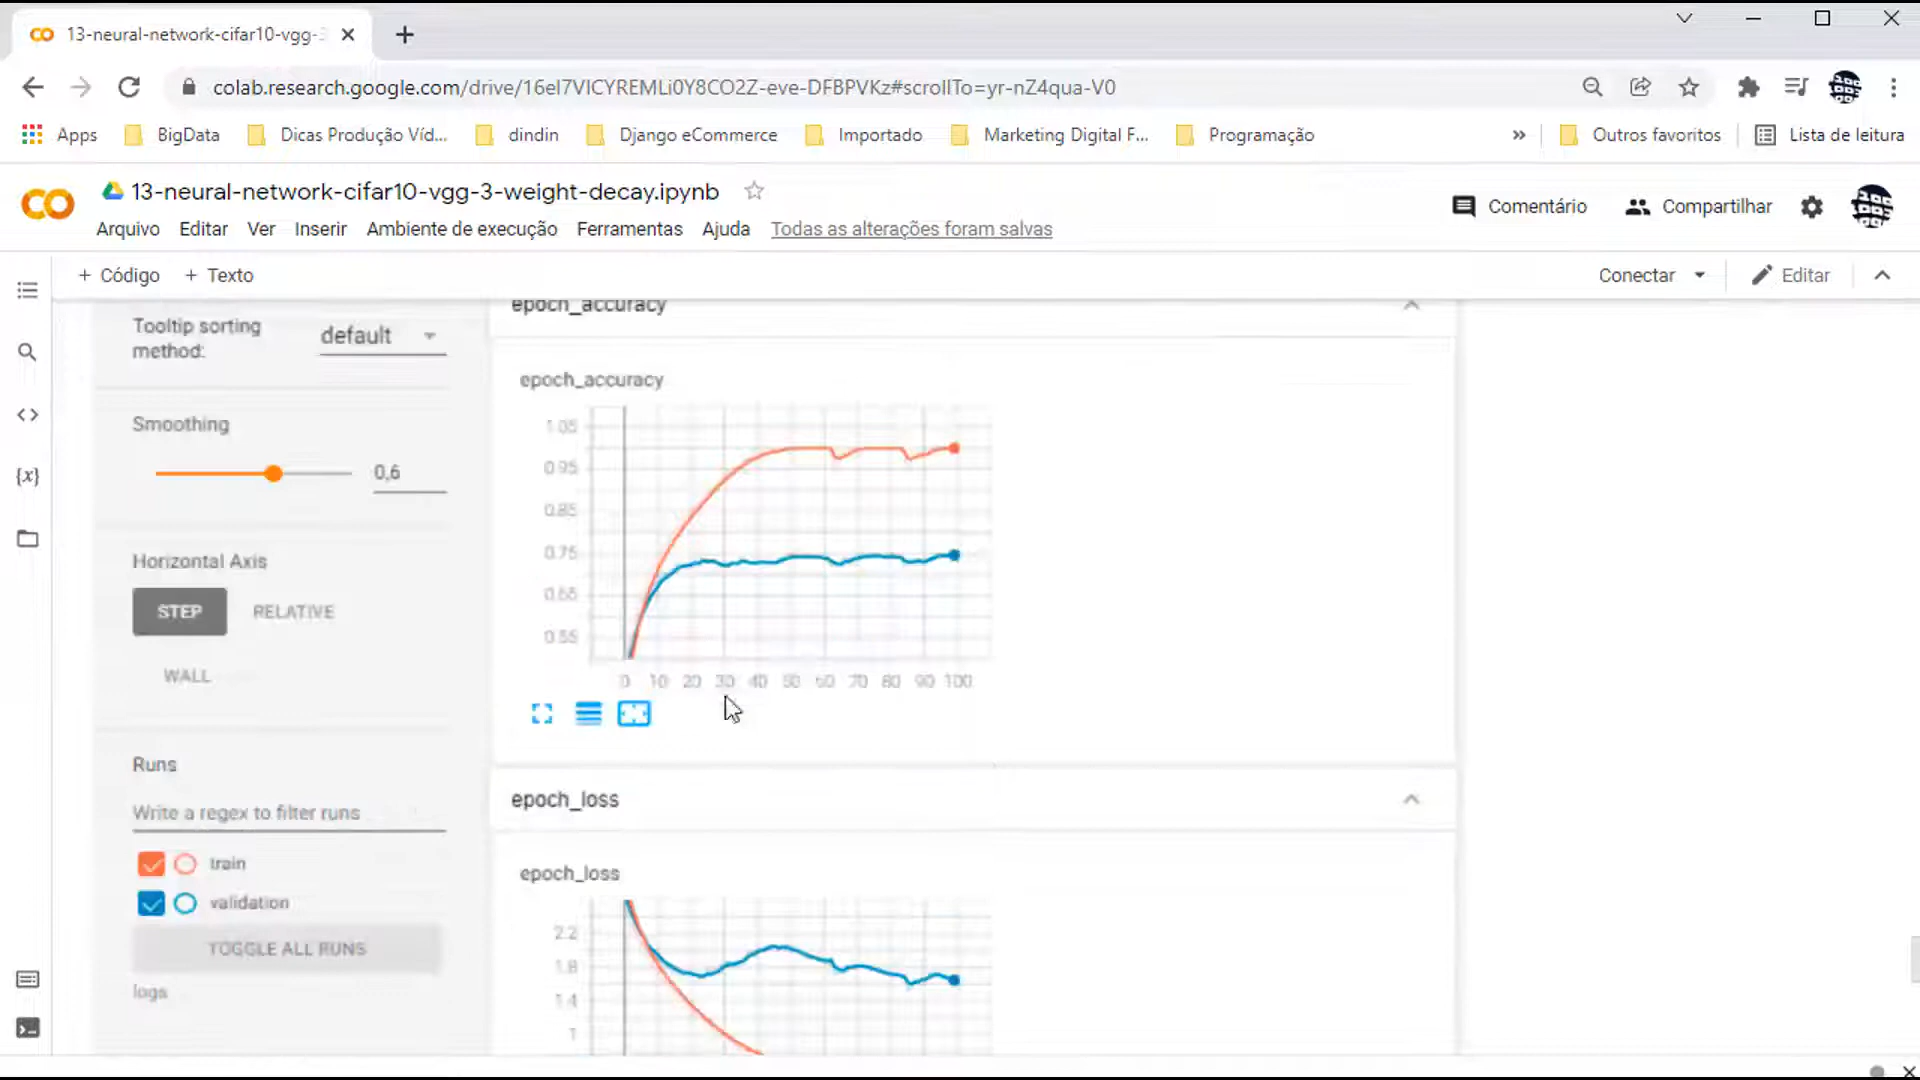 13-neural-network-cifar10-vgg-3
colab.research.google.com/drive/16el7VlCYREMLi0Y8CO2Z-eve-DFBPVKz#scrollTo=yr-nZ4qua-V0
Apps BigData Dicas Produção Víd... dindin Django eCommerce Importado Marketing Digital F... Programação » Outros favoritos Lista de leitura
13-neural-network-cifar10-vgg-3-weight-decay.ipynb
Comentário Compartilhar
Arquivo Editar Ver Inserir Ambiente de execução Ferramentas Ajuda Todas as alterações foram salvas
+ Código + Texto Conectar Editar
Tooltip sorting
method: default
Smoothing
0,6
Horizontal Axis
STEP RELATIVE
WALL
Runs
Write a regex to filter runs
train
validation
TOGGLE ALL RUNS
logs
epoch_accuracy
epoch_accuracy
1.05
0.95
0.85
0.75
0.65
0.55
0 10 20 30 40 50 60 70 80 90 100
epoch_loss
epoch_loss
2.2
1.8
1.4
1